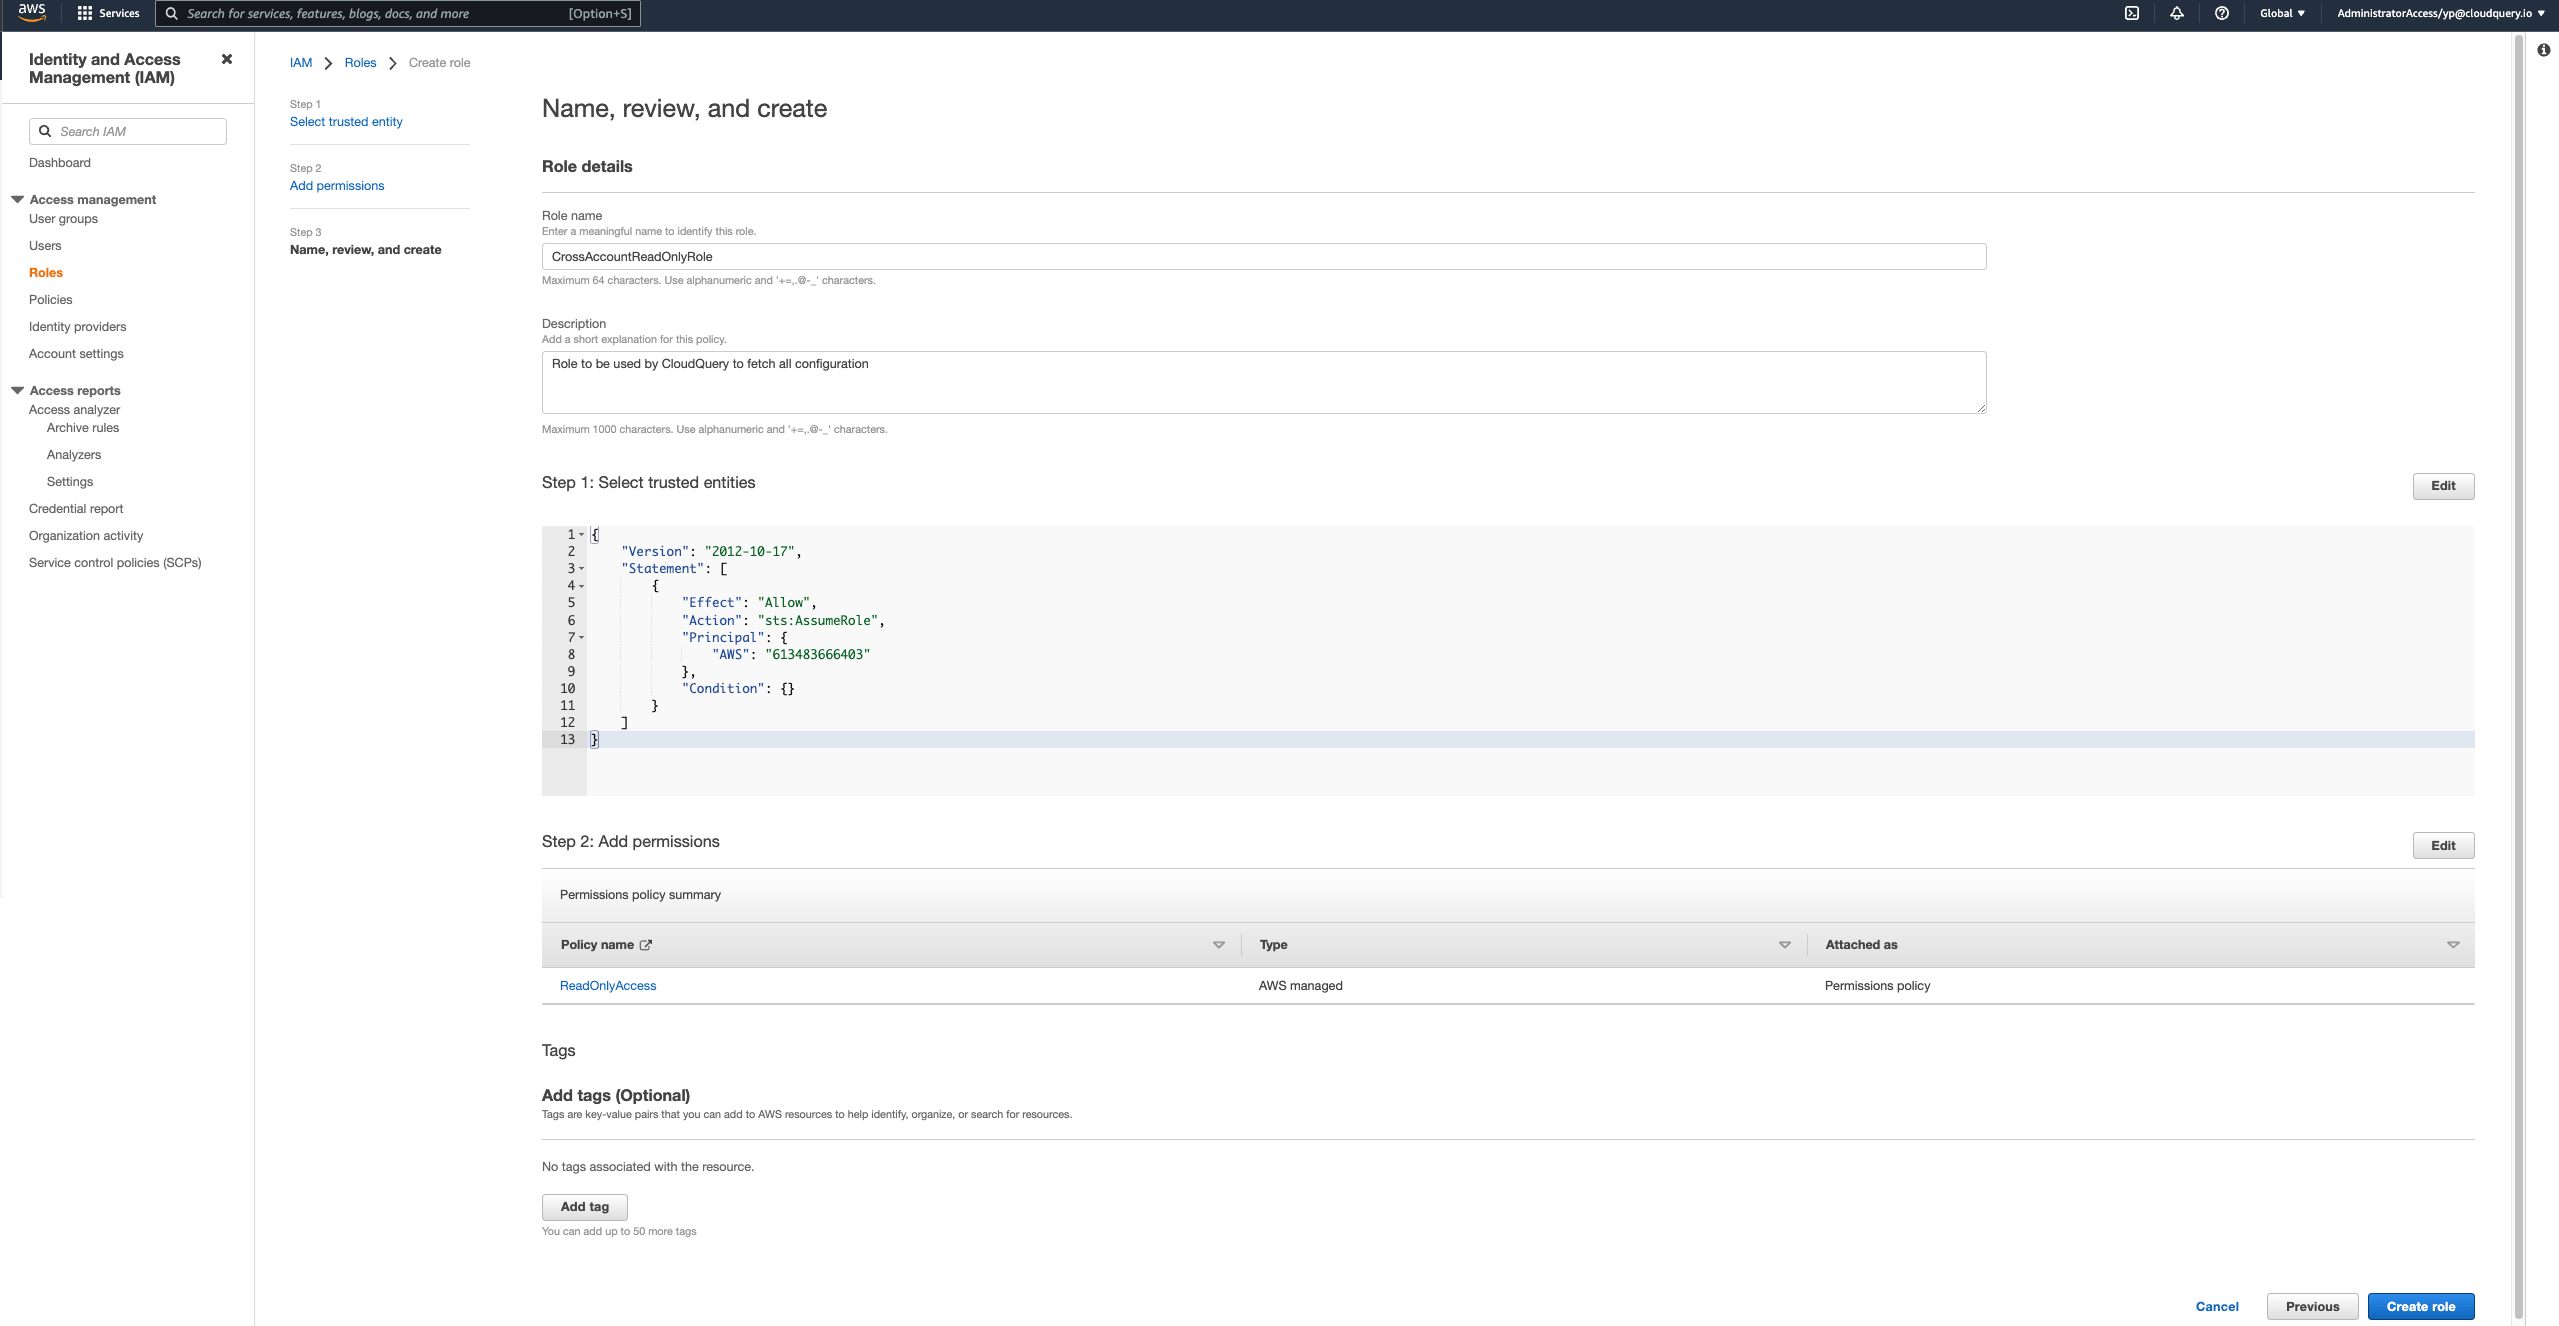 aws
Services
Search for services, features, blogs, docs, and more
[Option+S]
Global
AdministratorAccess/yp@cloudquery.io
Identity and Access
Management (IAM)
Search IAM
Dashboard
Access management
User groups
Users
Roles
Policies
Identity providers
Account settings
Access reports
Access analyzer
Archive rules
Analyzers
Settings
Credential report
Organization activity
Service control policies (SCPs)
IAM
Roles
Create role
Step 1
Select trusted entity
Step 2
Add permissions
Step 3
Name, review, and create
Name, review, and create
Role details
Role name
Enter a meaningful name to identify this role.
CrossAccountReadOnlyRole
Maximum 64 characters. Use alphanumeric and '+=,.@-_' characters.
Description
Add a short explanation for this policy.
Role to be used by CloudQuery to fetch all configuration
Maximum 1000 characters. Use alphanumeric and '+=,.@-_' characters.
Step 1: Select trusted entities
Edit
1 {
2 "Version": "2012-10-17",
3 "Statement": [
4 {
5 "Effect": "Allow",
6 "Action": "sts:AssumeRole",
7 "Principal": {
8 "AWS": "613483666403"
9 },
10 "Condition": {}
11 }
12 ]
13 }
Step 2: Add permissions
Edit
Permissions policy summary
Policy name
Type
Attached as
ReadOnlyAccess
AWS managed
Permissions policy
Tags
Add tags (Optional)
Tags are key-value pairs that you can add to AWS resources to help identify, organize, or search for resources.
No tags associated with the resource.
Add tag
You can add up to 50 more tags
Cancel
Previous
Create role